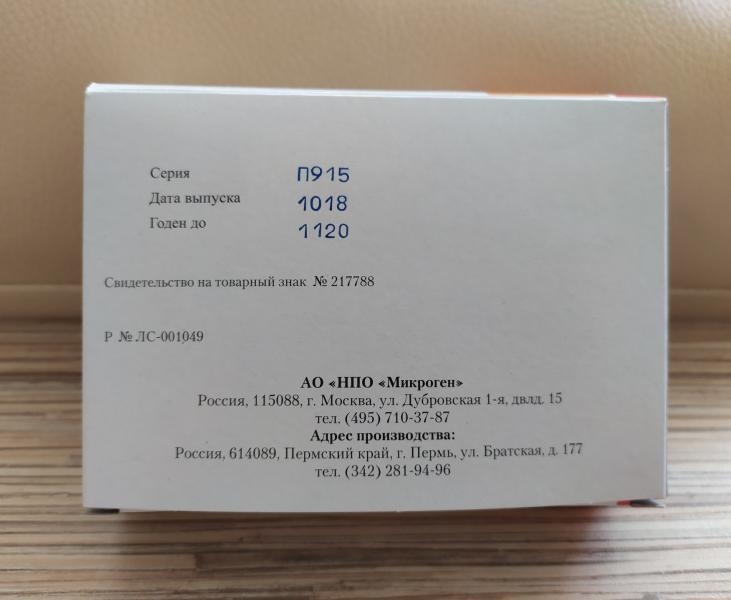 Серия П915
Дата выпуска 1018
Годен до 1120
Свидетельство на товарный знак № 217788
Р № ЛС-001049
АО «НПО «Микроген»
Россия, 115088, г. Москва, ул. Дубровская 1-я, двлд. 15
тел. (495) 710-37-87
Адрес производства:
Россия, 614089, Пермский край, г. Пермь, ул. Братская, д. 177
тел. (342) 281-94-96